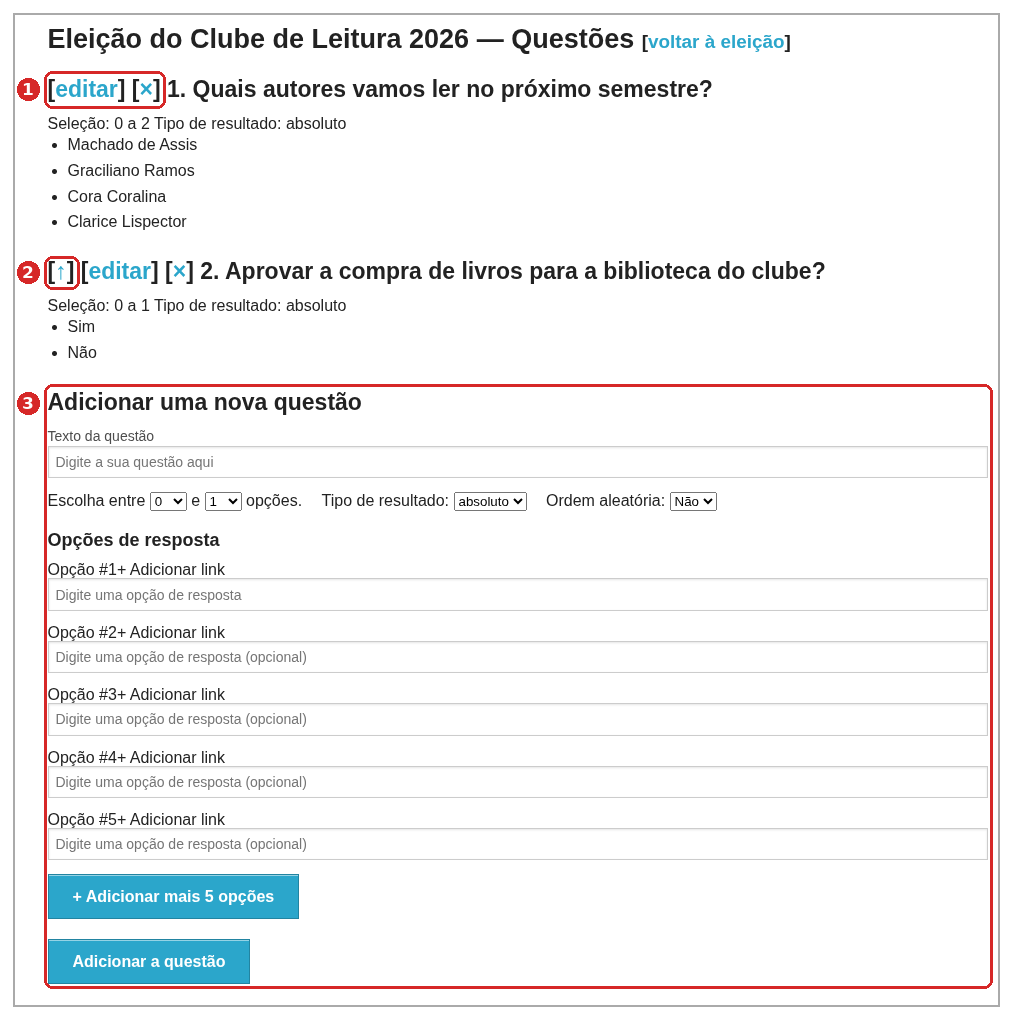 Eleição do Clube de Leitura 2026 — Questões [voltar à eleição]
1 [editar] [×] 1. Quais autores vamos ler no próximo semestre?
Seleção: 0 a 2 Tipo de resultado: absoluto
• Machado de Assis
• Graciliano Ramos
• Cora Coralina
• Clarice Lispector
2 [↑] [editar] [×] 2. Aprovar a compra de livros para a biblioteca do clube?
Seleção: 0 a 1 Tipo de resultado: absoluto
• Sim
• Não
3 Adicionar uma nova questão
Texto da questão
Digite a sua questão aqui
Escolha entre 0 e 1 opções. Tipo de resultado: absoluto Ordem aleatória: Não
Opções de resposta
Opção #1+ Adicionar link
Digite uma opção de resposta
Opção #2+ Adicionar link
Digite uma opção de resposta (opcional)
Opção #3+ Adicionar link
Digite uma opção de resposta (opcional)
Opção #4+ Adicionar link
Digite uma opção de resposta (opcional)
Opção #5+ Adicionar link
Digite uma opção de resposta (opcional)
+ Adicionar mais 5 opções
Adicionar a questão